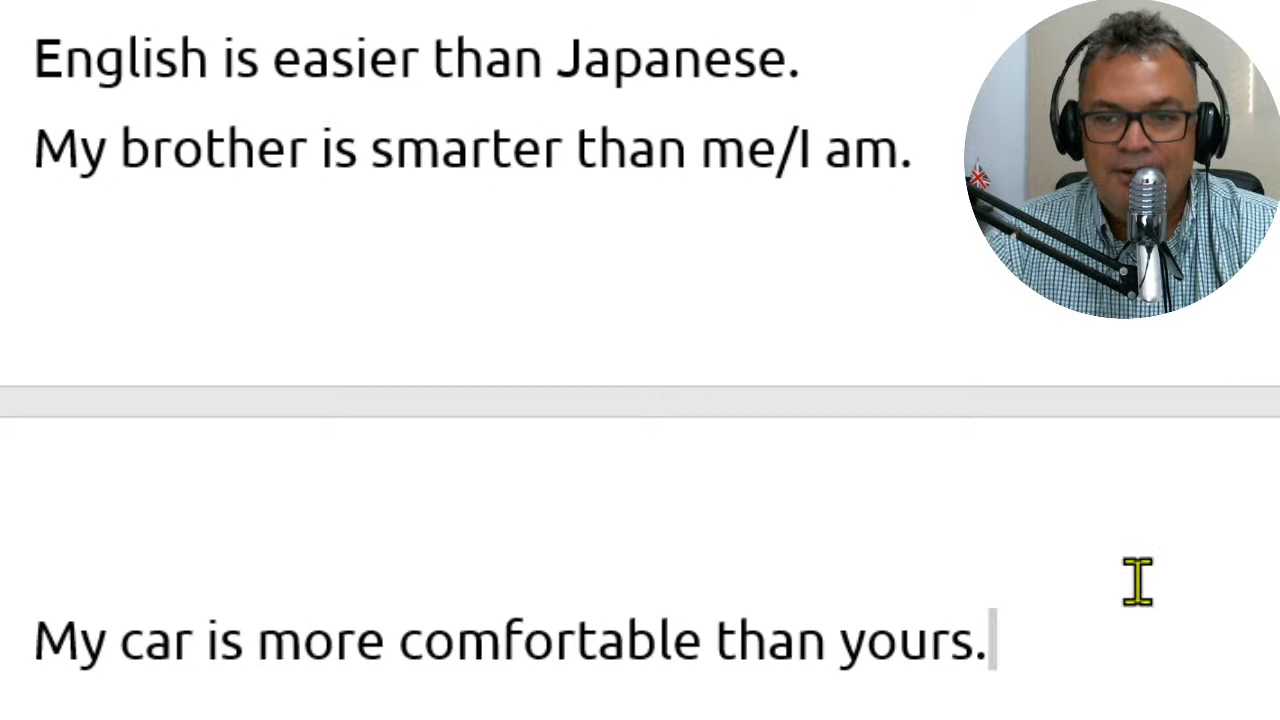 English is easier than Japanese.
My brother is smarter than me/I am.
My car is more comfortable than yours.